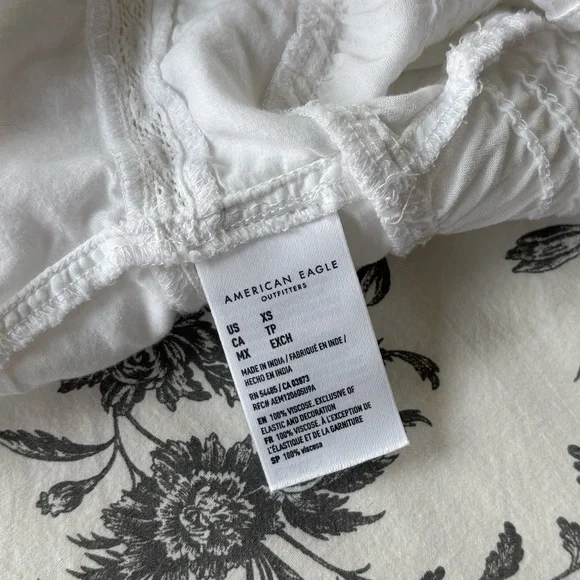 AMERICAN EAGLE
OUTFITTERS
US XS
CA TP
MX EXCH
MADE IN INDIA / FABRIQUÉ EN INDE /
HECHO EN INDIA
RN 54485 / CA 03873
RFC# AEM120605U9A
EN 100% VISCOSE. EXCLUSIVE OF
ELASTIC AND DECORATION
FR 100% VISCOSE. À L'EXCEPTION DE
L'ÉLASTIQUE ET DE LA GARNITURE
SP 100% viscosa